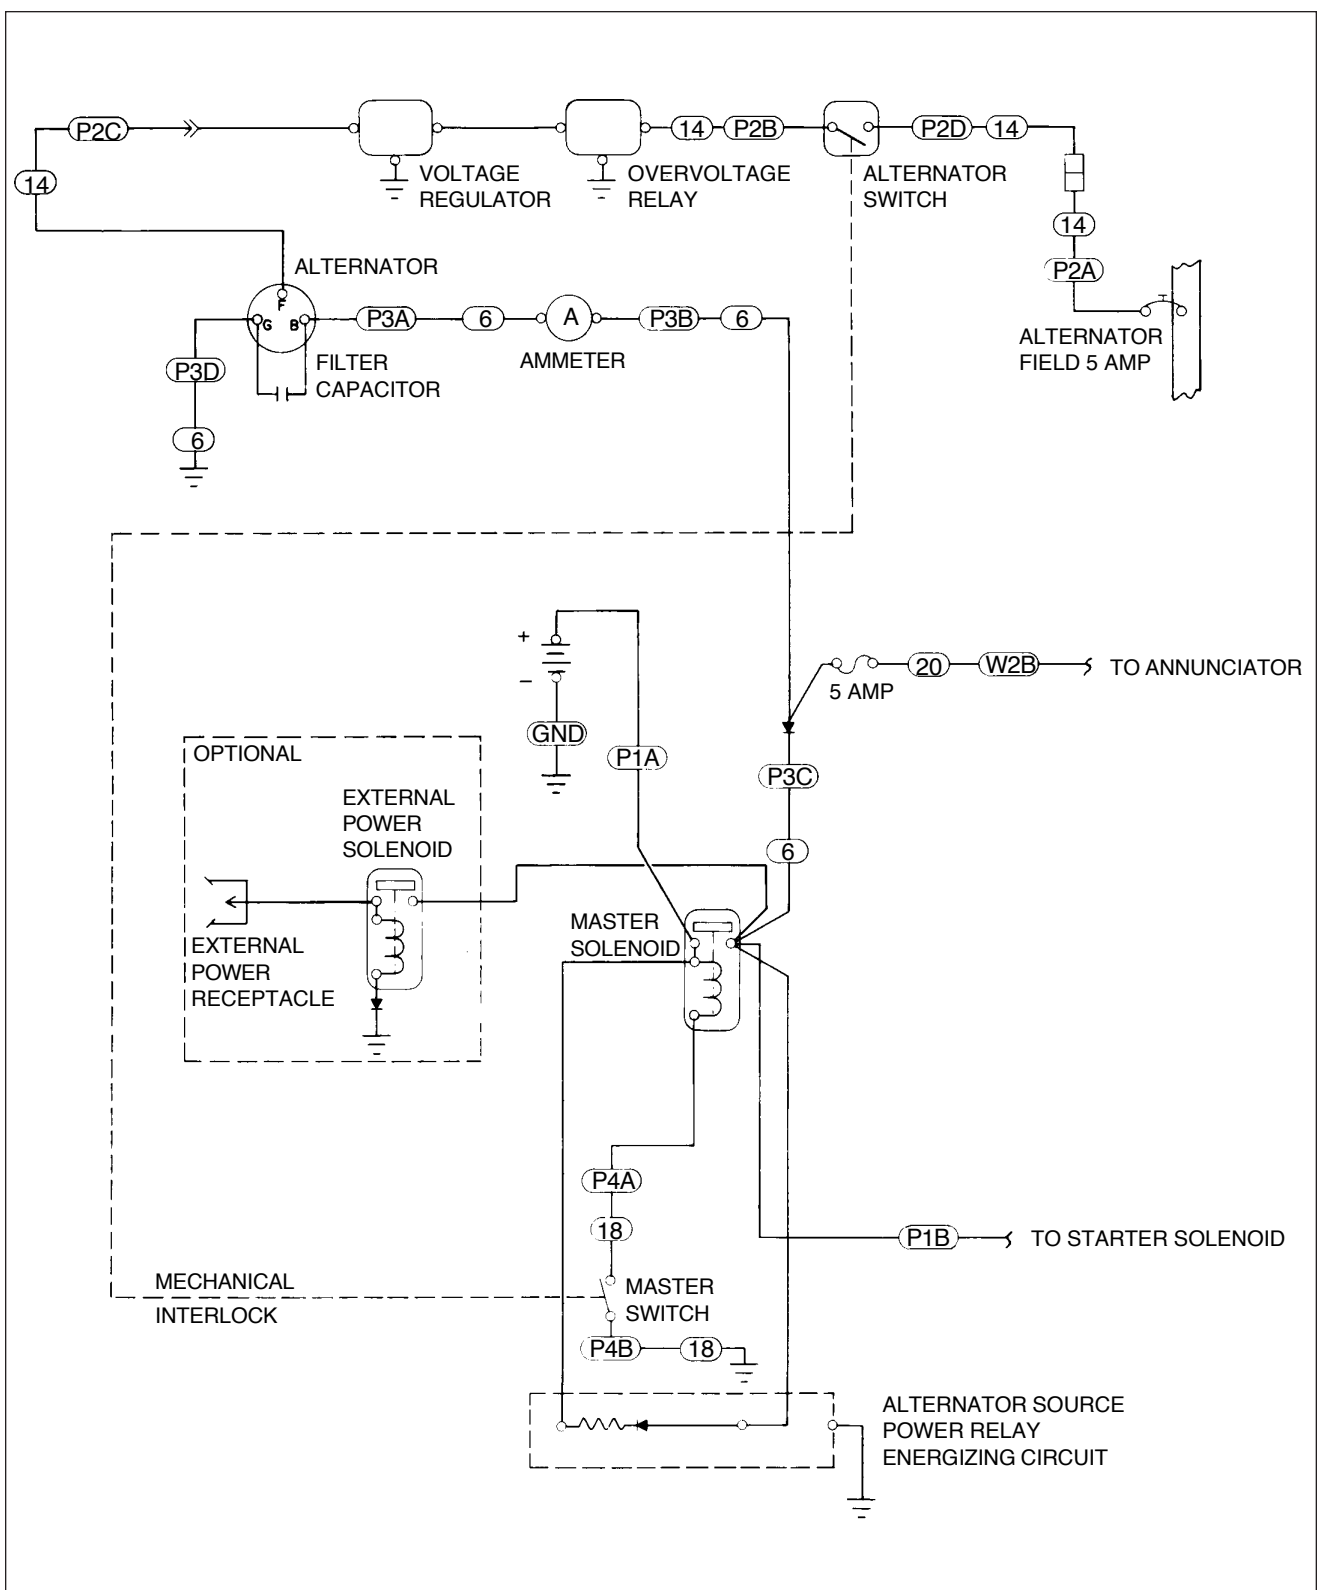 P2C
14
P2B
P2D
14
14
VOLTAGE
REGULATOR
OVERVOLTAGE
RELAY
ALTERNATOR
SWITCH
14
P2A
ALTERNATOR
FIELD 5 AMP
ALTERNATOR
F
G
B
P3A
6
A
P3B
6
AMMETER
P3D
FILTER
CAPACITOR
6
+
−
GND
P1A
5 AMP
20
W2B
TO ANNUNCIATOR
P3C
6
OPTIONAL
EXTERNAL
POWER
SOLENOID
EXTERNAL
POWER
RECEPTACLE
MASTER
SOLENOID
P4A
18
P1B
TO STARTER SOLENOID
MECHANICAL
INTERLOCK
MASTER
SWITCH
P4B
18
ALTERNATOR SOURCE
POWER RELAY
ENERGIZING CIRCUIT